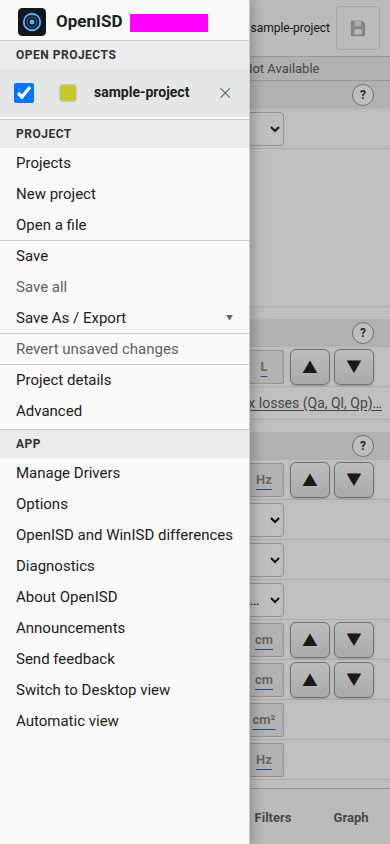 OpenISD
sample-project
OPEN PROJECTS
ot Available
sample-project
?
PROJECT
Projects
New project
Open a file
Save
Save all
Save As / Export
?
Revert unsaved changes
L
Project details
x losses (Qa, Ql, Qp)...
Advanced
APP
?
Manage Drivers
Hz
Options
OpenISD and WinISD differences
Diagnostics
About OpenISD
...
Announcements
cm
Send feedback
Switch to Desktop view
cm
Automatic view
cm²
Hz
Filters
Graph